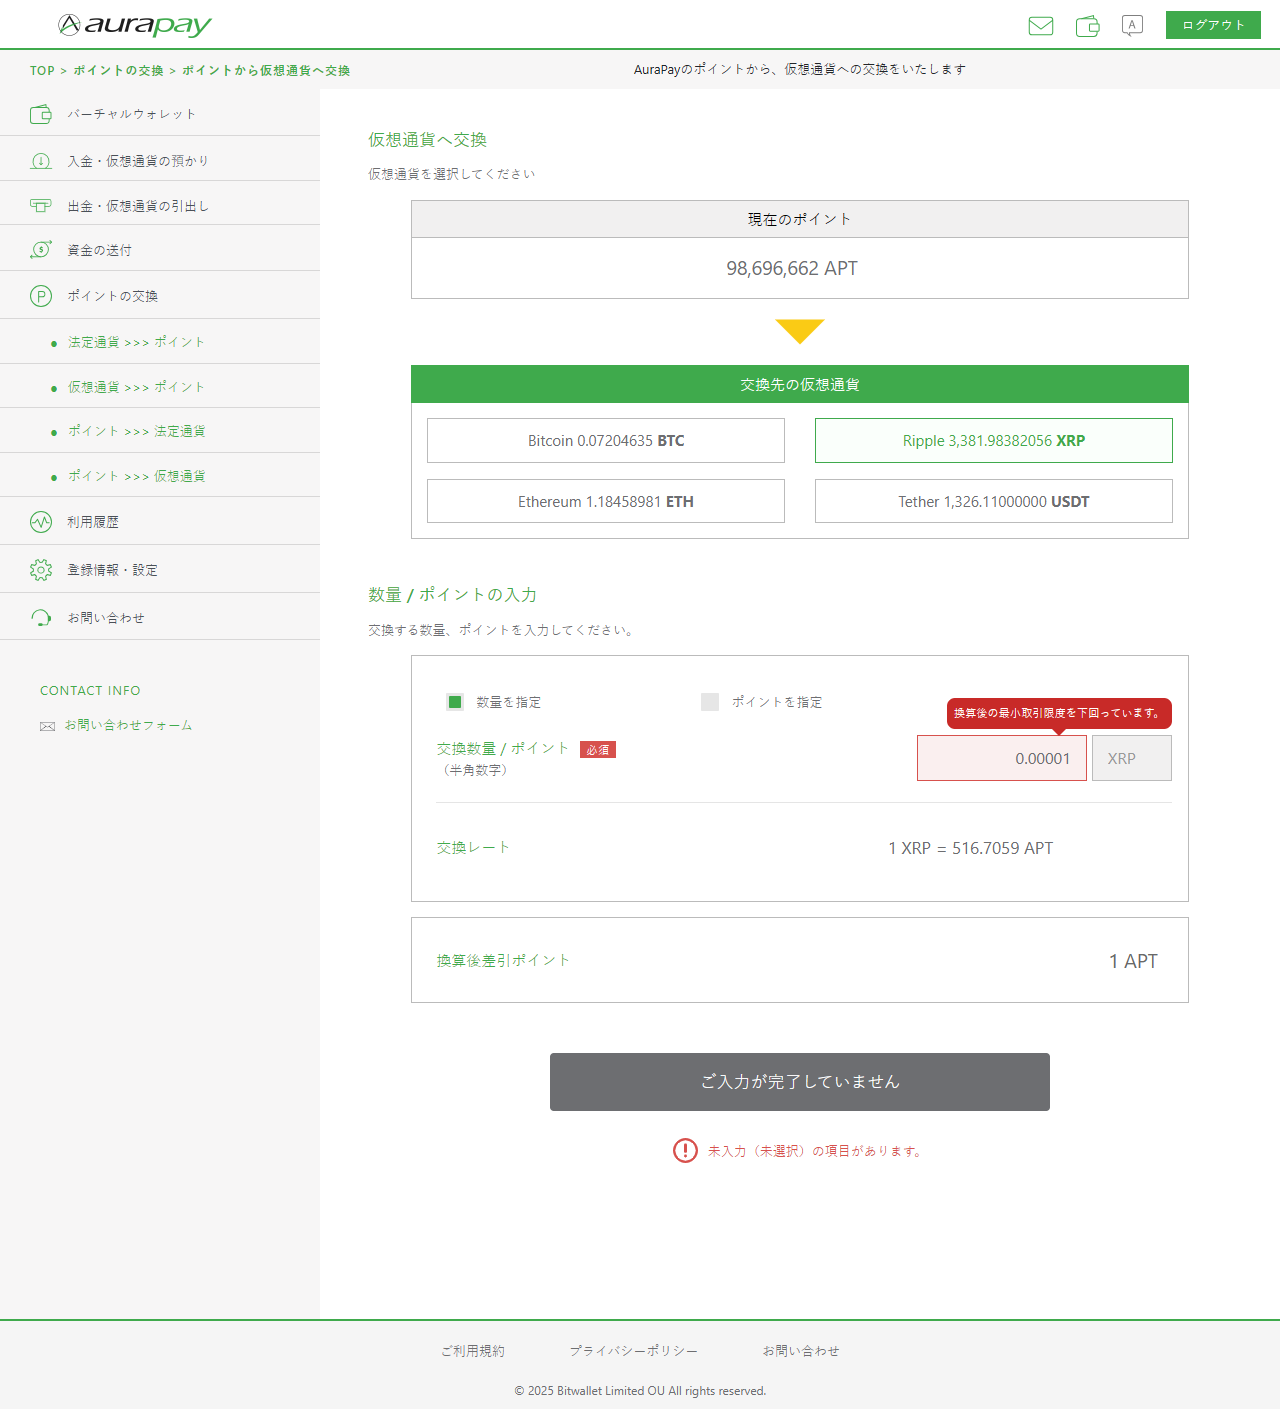 aurapay
A
ログアウト
TOP > ポイントの交換 > ポイントから仮想通貨へ交換
AuraPayのポイントから、仮想通貨への交換をいたします
バーチャルウォレット
入金・仮想通貨の預かり
出金・仮想通貨の引出し
資金の送付
ポイントの交換
法定通貨 >>> ポイント
仮想通貨 >>> ポイント
ポイント >>> 法定通貨
ポイント >>> 仮想通貨
利用履歴
登録情報・設定
お問い合わせ
CONTACT INFO
お問い合わせフォーム
仮想通貨へ交換
仮想通貨を選択してください
現在のポイント
98,696,662 APT
交換先の仮想通貨
Bitcoin 0.07204635 BTC
Ripple 3,381.98382056 XRP
Ethereum 1.18458981 ETH
Tether 1,326.11000000 USDT
数量 / ポイントの入力
交換する数量、ポイントを入力してください。
数量を指定
ポイントを指定
換算後の最小取引限度を下回っています。
交換数量 / ポイント 必須
（半角数字）
0.00001
XRP
交換レート
1 XRP = 516.7059 APT
換算後差引ポイント
1 APT
ご入力が完了していません
未入力（未選択）の項目があります。
ご利用規約
プライバシーポリシー
お問い合わせ
© 2025 Bitwallet Limited OU All rights reserved.